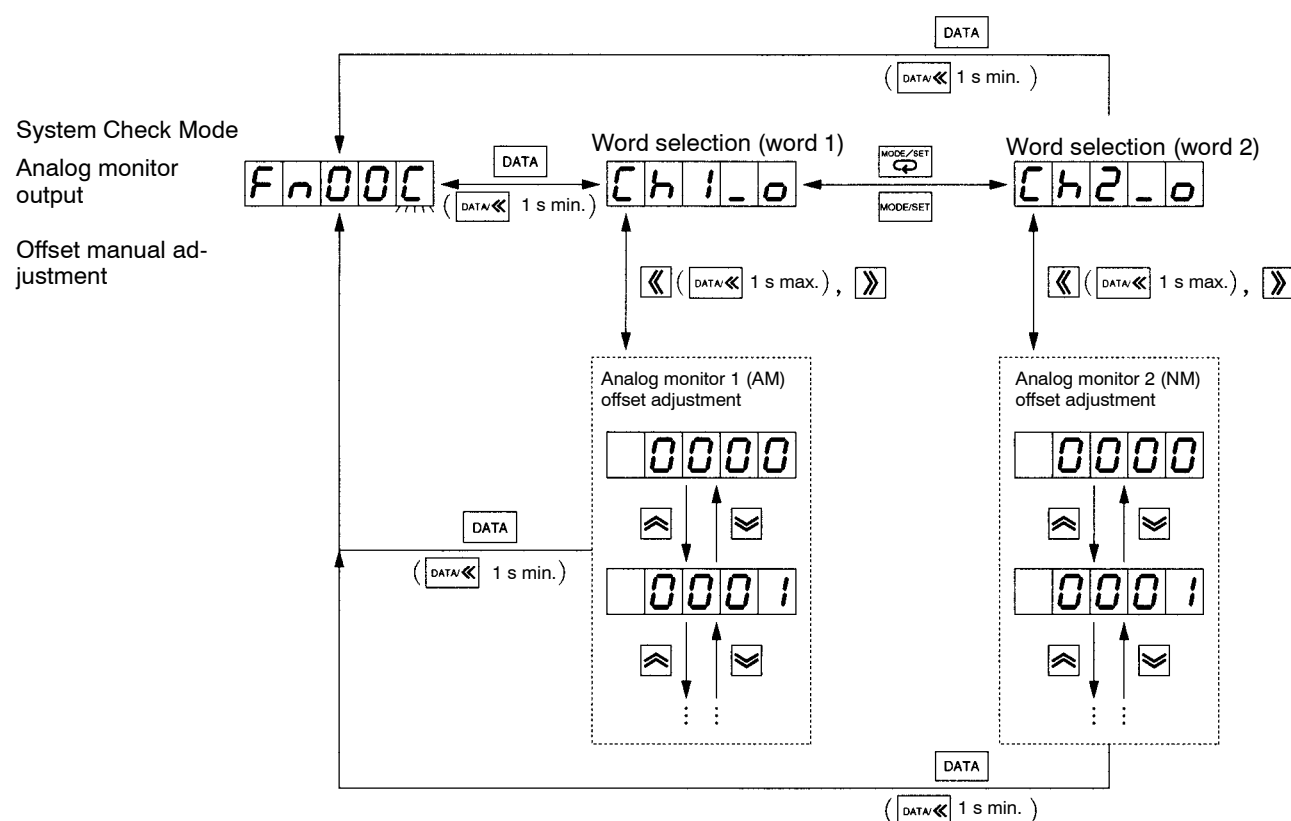 DATA
( DATA/≪ 1 s min. )
System Check Mode
Analog monitor
output
Offset manual ad-
justment
Fn00C
DATA
( DATA/≪ 1 s min. )
Word selection (word 1)
Ch1_o
MODE/SET
MODE/SET
Word selection (word 2)
Ch2_o
≪ ( DATA/≪ 1 s max. ) , ≫
≪ ( DATA/≪ 1 s max. ) , ≫
Analog monitor 1 (AM)
offset adjustment
0000
0001
Analog monitor 2 (NM)
offset adjustment
0000
0001
DATA
( DATA/≪ 1 s min. )
DATA
( DATA/≪ 1 s min. )